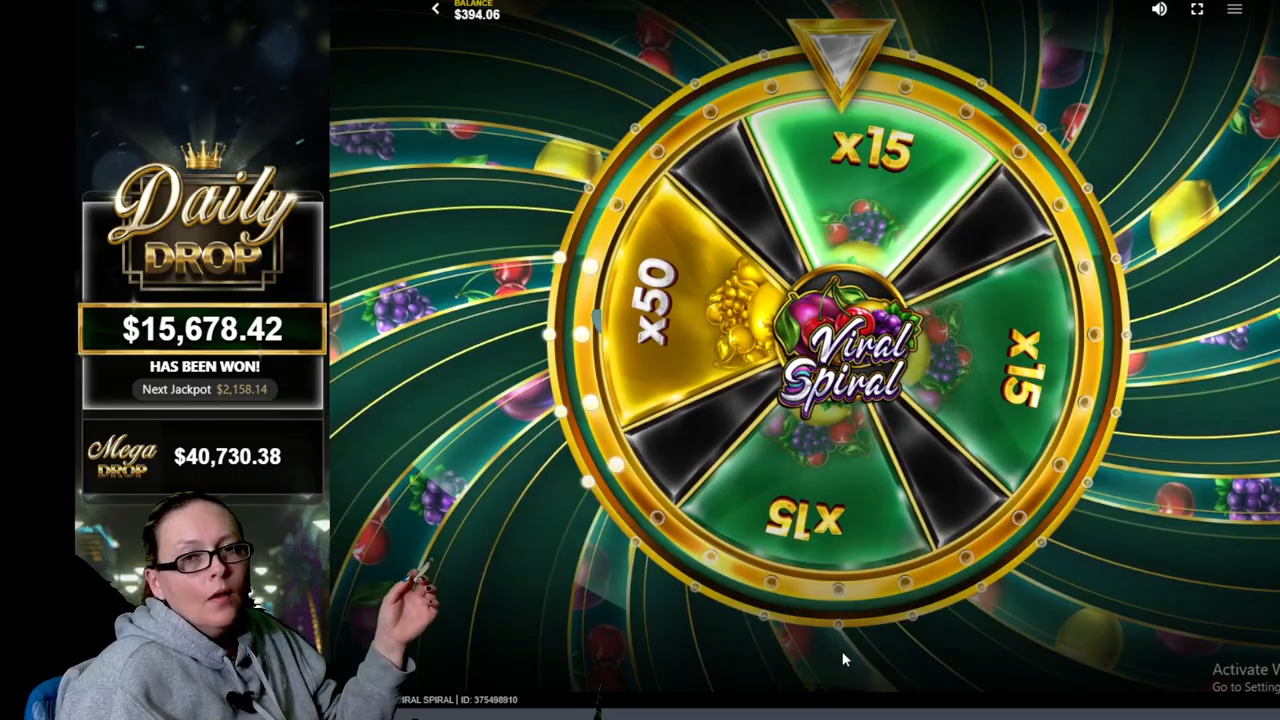 BALANCE
$394.06
Daily
DROP
$15,678.42
HAS BEEN WON!
Next Jackpot $2,158.14
Mega
DROP
$40,730.38
x15
x50
x15
x15
Viral
Spiral
IRAL SPIRAL | ID: 375498910
Activate W
Go to Setting